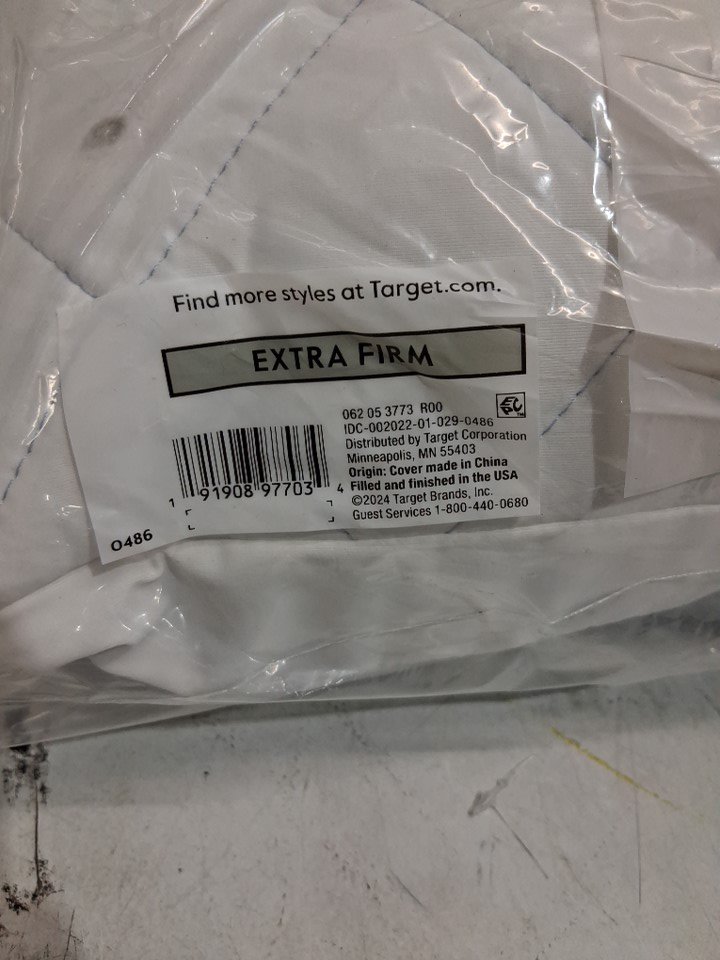 Find more styles at Target.com.
EXTRA FIRM
062 05 3773 R00
IDC-002022-01-029-0486
Distributed by Target Corporation
Minneapolis, MN 55403
Origin: Cover made in China
Filled and finished in the USA
©2024 Target Brands, Inc.
Guest Services 1-800-440-0680
1 91908 97703 4
0486